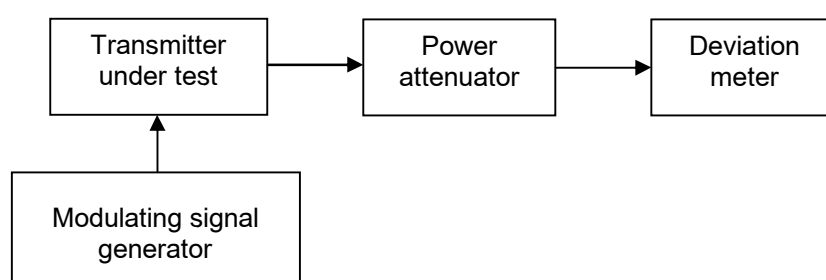 Transmitter
under test
Power
attenuator
Deviation
meter
Modulating signal
generator